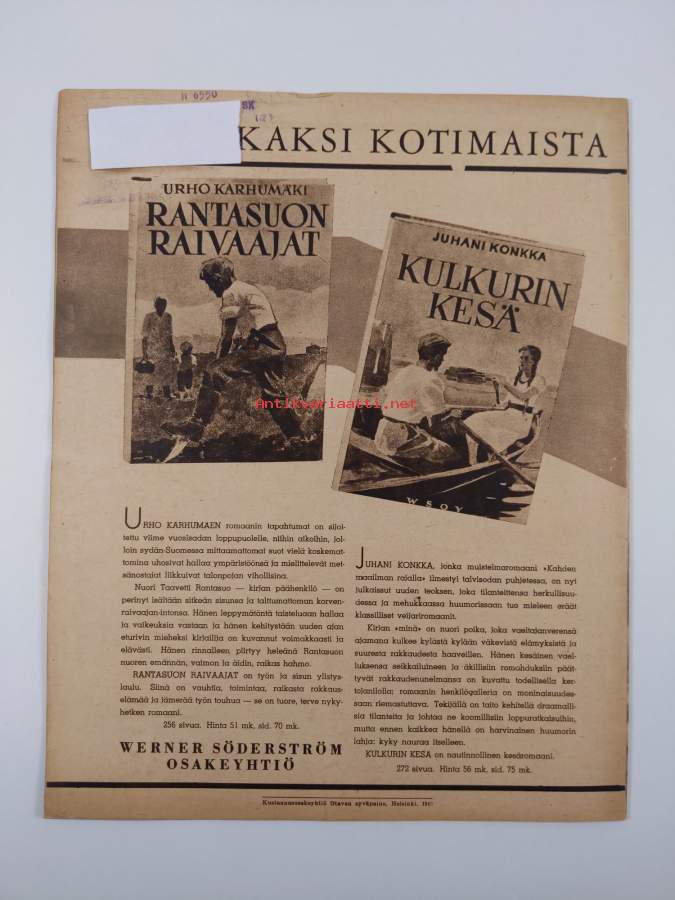 KAKSI KOTIMAISTA
URHO KARHUMÄKI
RANTASUON
RAIVAAJAT
JUHANI KONKKA
KULKURIN
KESÄ
WSOY
Antikvariaatti.net
URHO KARHUMÄEN romaanin tapahtumat on sijoi-
tettu viime vuosisadan loppupuolelle, niihin aikoihin, jol-
loin sydän-Suomessa mittaamattomat suot vielä koskemat-
tomina uhosivat hallaa ympäristöönsä ja mielittelevät met-
sänostajat liikkuivat talonpojan vihollisina.
Nuori Taavetti Rantasuo — kirjan päähenkilö — on
perinyt isältään sitkeän sisunsa ja talttumattoman korven-
raivaajan-intonsa. Hänen leppymätöntä taisteluaan hallaa
ja vaikeuksia vastaan ja hänen kehitystään uuden ajan
eturivin mieheksi kirjailija on kuvannut voimakkaasti ja
elävästi. Hänen rinnalleen piirtyy heleänä Rantasuon
nuoren emännän, vaimon ja äidin, raikas hahmo.
RANTASUON RAIVAAJAT on työn ja sisun ylistys-
laulu. Siinä on vauhtia, toimintaa, raikasta rakkaus-
elämää ja jämerää työn touhua — se on tuore, terve nyky-
hetken romaani.
256 sivua. Hinta 51 mk, sid. 70 mk.
WERNER SÖDERSTRÖM
OSAKEYHTIÖ
JUHANI KONKKA, jonka muistelmaromaani »Kahden
maailman rajalla» ilmestyi talvisodan puhjetessa, on nyt
julkaissut uuden teoksen, joka tilanteittensa herkullisuu-
dessa ja mehukkaassa huumorissaan tuo mieleen eräät
klassilliset veijariromaanit.
Kirjan »minä» on nuori poika, joka vaeltajanverensä
ajamana kulkee kylästä kylään väkevistä elämyksistä ja
suuresta rakkaudesta haaveillen. Hänen kesäinen vael-
luksensa seikkailuineen ja äkillisiin romahduksiin päät-
tyvät rakkaudenunelmansa on kuvattu todellisella ker-
tojanilolla; romaanin henkilögalleria on moninaisuudes-
saan riemastuttava. Tekijällä on taito kehitellä draamalli-
sia tilanteita ja johtaa ne koomillisiin loppuratkaisuihin,
mutta ennen kaikkea hänellä on harvinainen huumorin
lahja: kyky nauraa itselleen.
KULKURIN KESÄ on nautinnollinen kesäromaani.
272 sivua. Hinta 56 mk, sid. 75 mk.
Kustannusosakeyhtiö Otavan syväpaino, Helsinki,